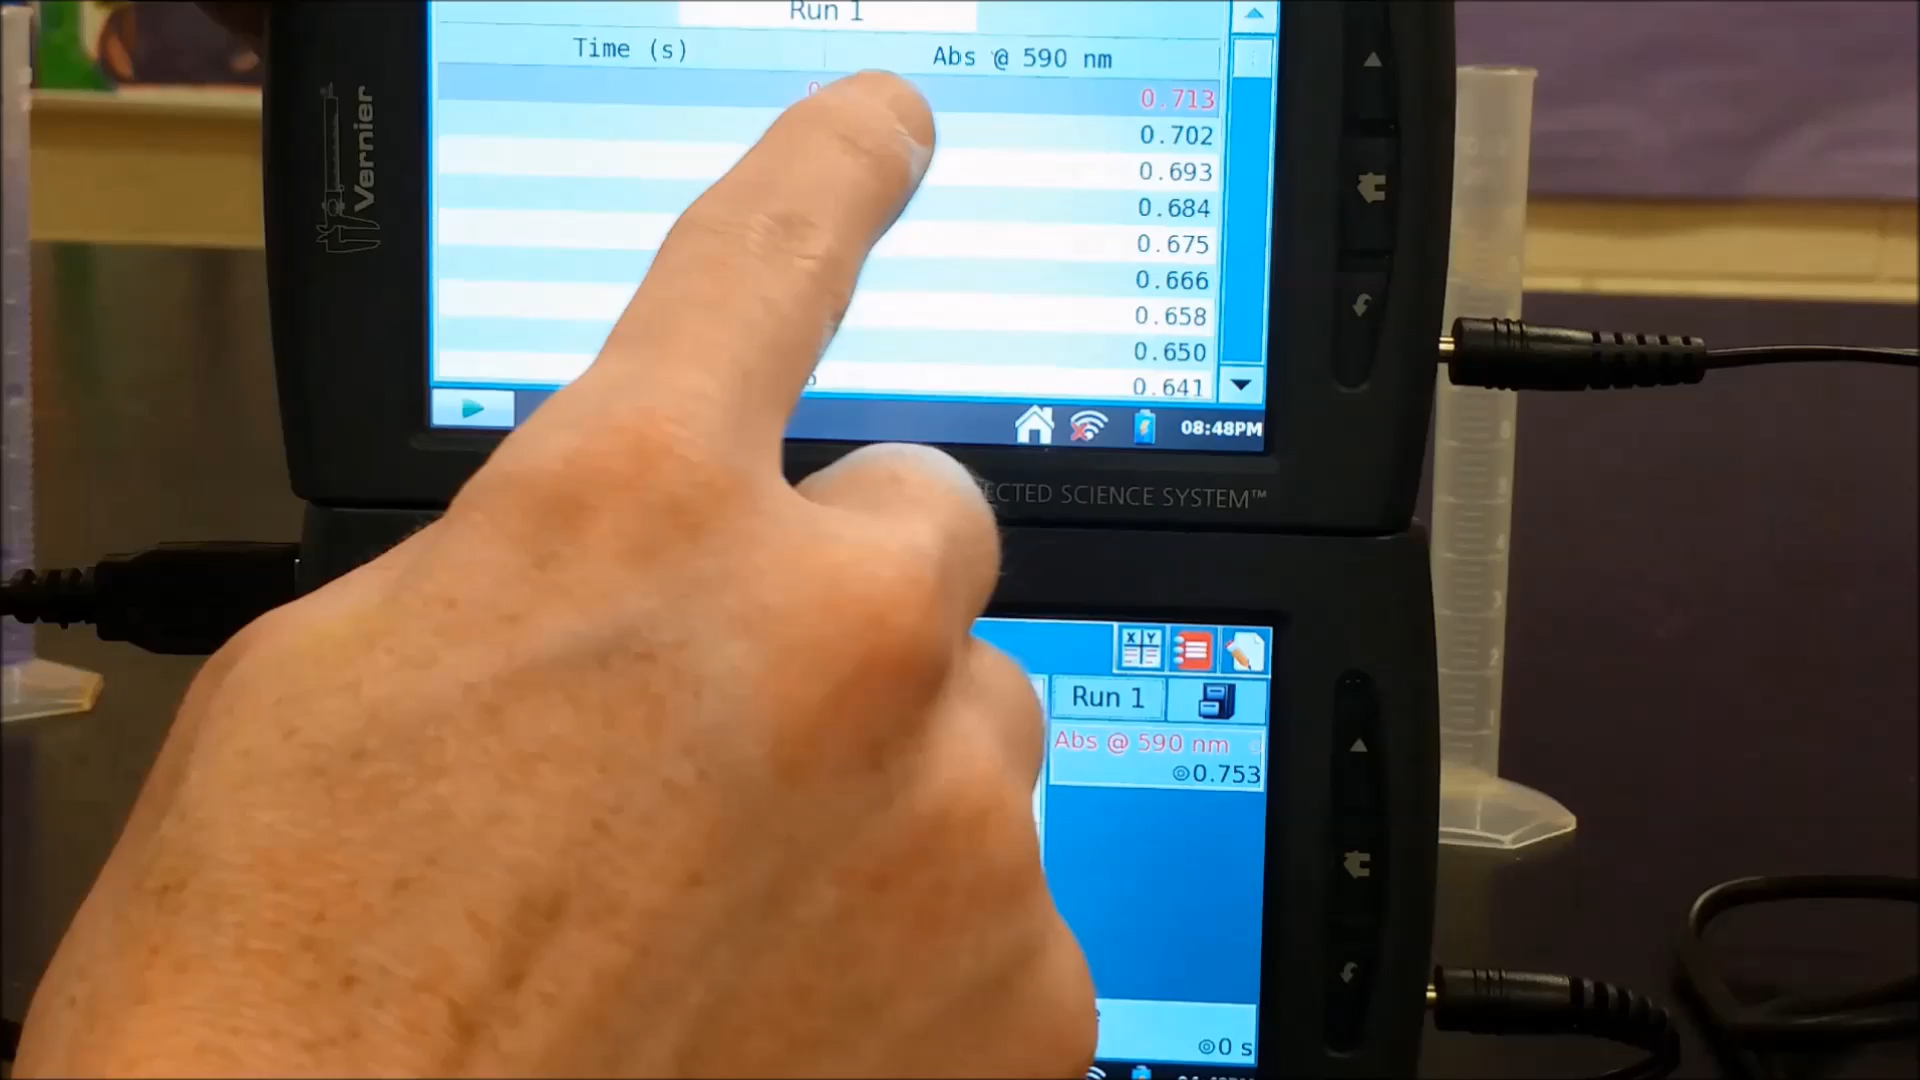 Run 1
Time (s) Abs @ 590 nm
0.713
0.702
0.693
0.684
0.675
0.666
0.658
0.650
0.641
08:48PM
Vernier
ECTED SCIENCE SYSTEM™
X Y
Run 1
Abs @ 590 nm
0.753
0 s